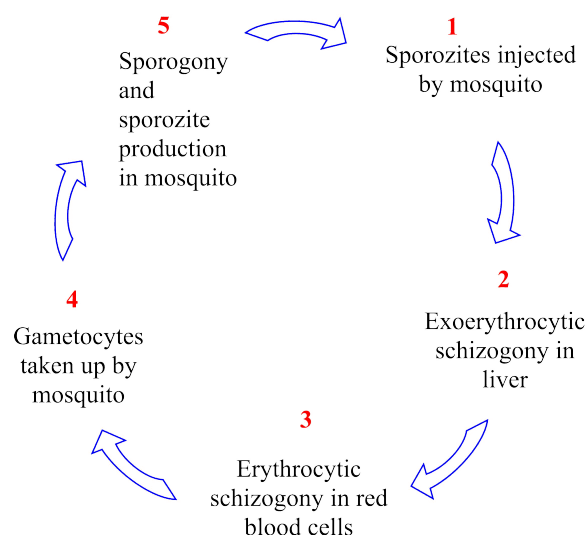 1
Sporozites injected
by mosquito
2
Exoerythrocytic
schizogony in
liver
3
Erythrocytic
schizogony in red
blood cells
4
Gametocytes
taken up by
mosquito
5
Sporogony
and
sporozite
production
in mosquito